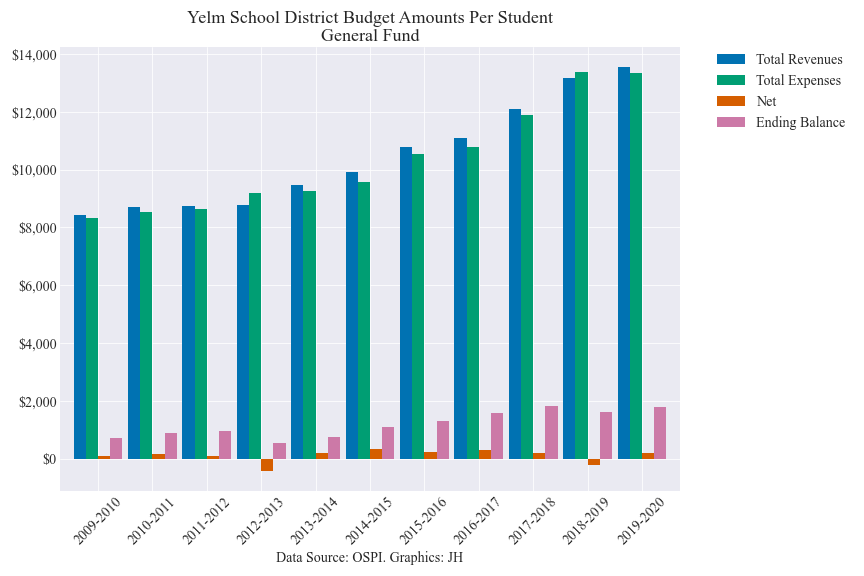 Yelm School District Budget Amounts Per Student
General Fund
$14,000
$12,000
$10,000
$8,000
$6,000
$4,000
$2,000
$0
2009-2010
2010-2011
2011-2012
2012-2013
2013-2014
2014-2015
2015-2016
2016-2017
2017-2018
2018-2019
2019-2020
Data Source: OSPI. Graphics: JH
Total Revenues
Total Expenses
Net
Ending Balance